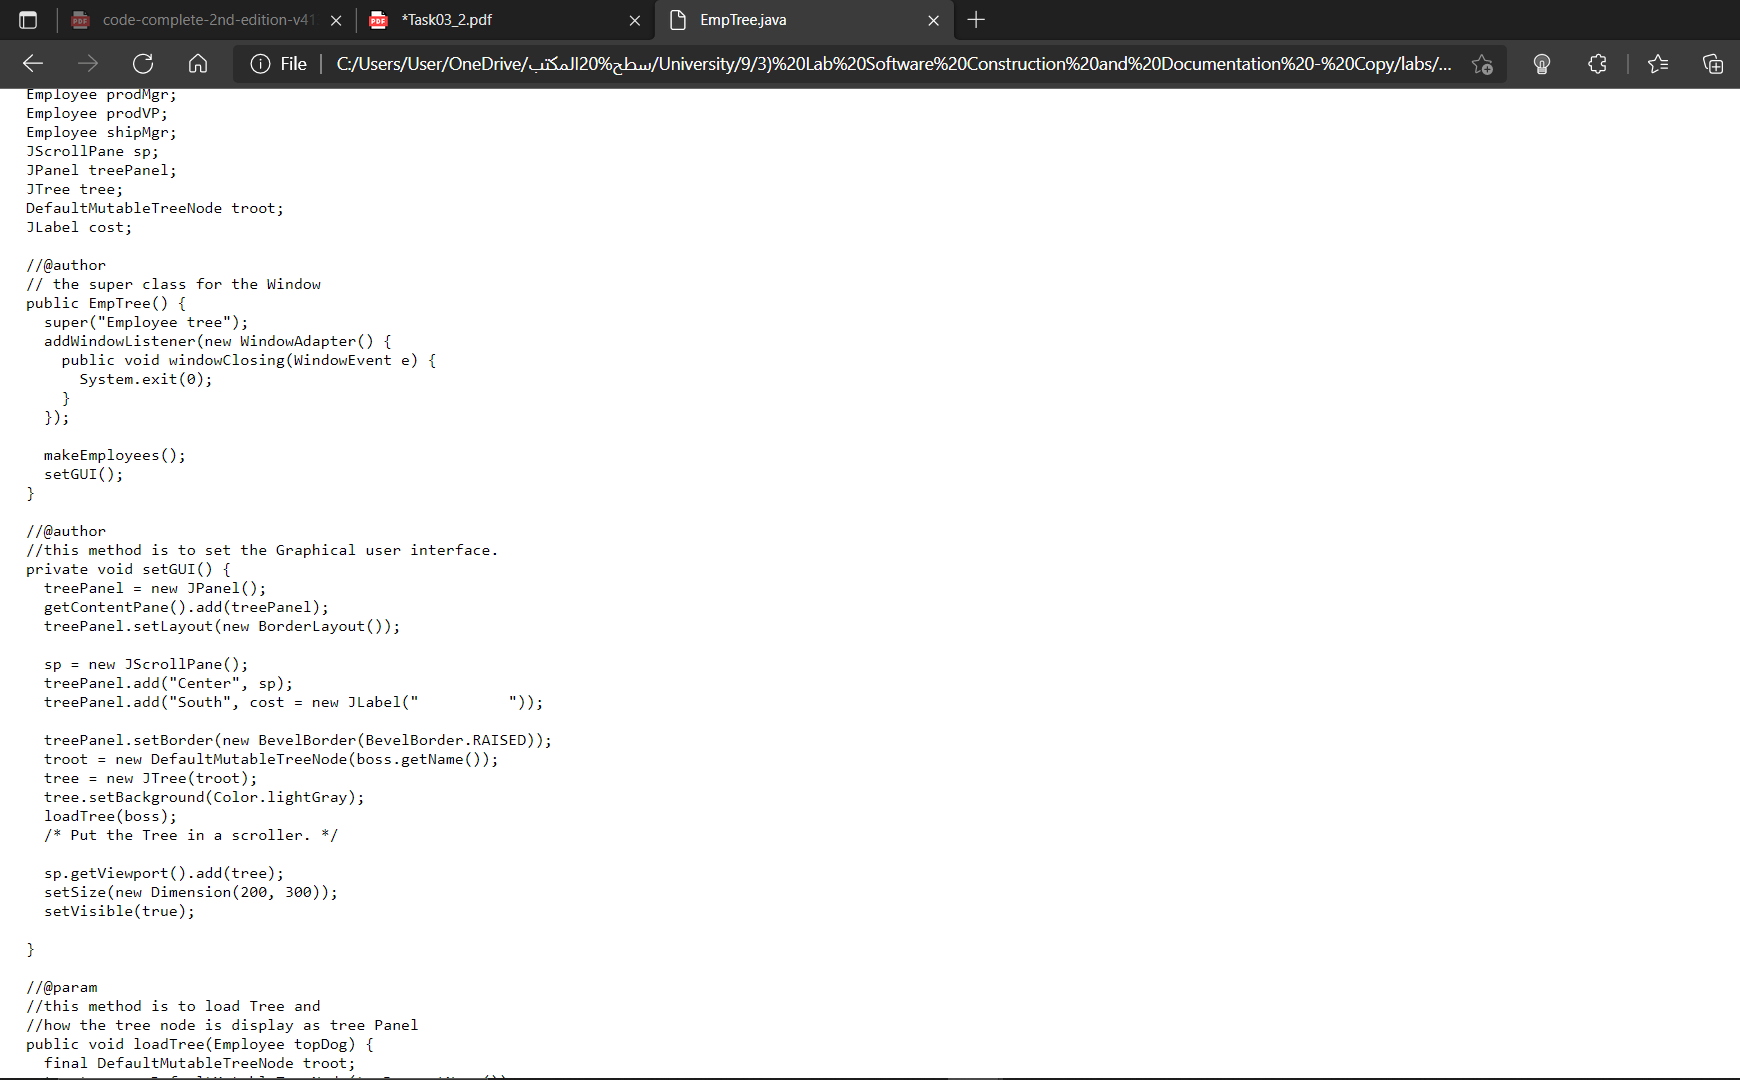 code-complete-2nd-edition-v41
*Task03_2.pdf
EmpTree.java
File
C:/Users/User/OneDrive/سطح%20المكتب/University/9/3)%20Lab%20Software%20Construction%20and%20Documentation%20-%20Copy/labs/...
Employee prodMgr;
Employee prodVP;
Employee shipMgr;
JScrollPane sp;
JPanel treePanel;
JTree tree;
DefaultMutableTreeNode troot;
JLabel cost;
//@author
// the super class for the Window
public EmpTree() {
super("Employee tree");
addWindowListener(new WindowAdapter() {
public void windowClosing(WindowEvent e) {
System.exit(0);
}
});
makeEmployees();
setGUI();
}
//@author
//this method is to set the Graphical user interface.
private void setGUI() {
treePanel = new JPanel();
getContentPane().add(treePanel);
treePanel.setLayout(new BorderLayout());
sp = new JScrollPane();
treePanel.add("Center", sp);
treePanel.add("South", cost = new JLabel("          "));
treePanel.setBorder(new BevelBorder(BevelBorder.RAISED));
troot = new DefaultMutableTreeNode(boss.getName());
tree = new JTree(troot);
tree.setBackground(Color.lightGray);
loadTree(boss);
/* Put the Tree in a scroller. */
sp.getViewport().add(tree);
setSize(new Dimension(200, 300));
setVisible(true);
}
//@param
//this method is to load Tree and
//how the tree node is display as tree Panel
public void loadTree(Employee topDog) {
final DefaultMutableTreeNode troot;